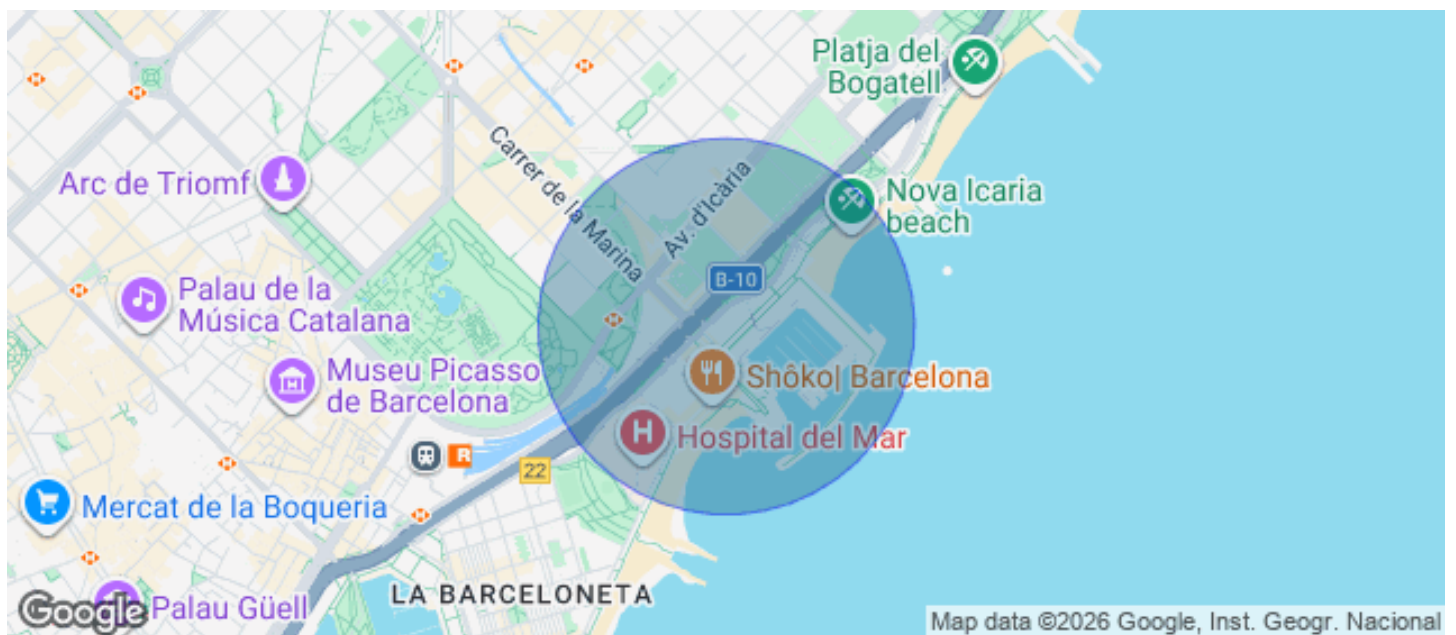 Platja del
Bogatell
Carrer de la Marina
Arc de Triomf
Av. d'Icària
Nova Icaria
beach
B-10
Palau de la
Música Catalana
Museu Picasso
de Barcelona
Shôko| Barcelona
Hospital del Mar
R
22
Mercat de la Boqueria
LA BARCELONETA
Google
Palau Güell
Map data ©2026 Google, Inst. Geogr. Nacional